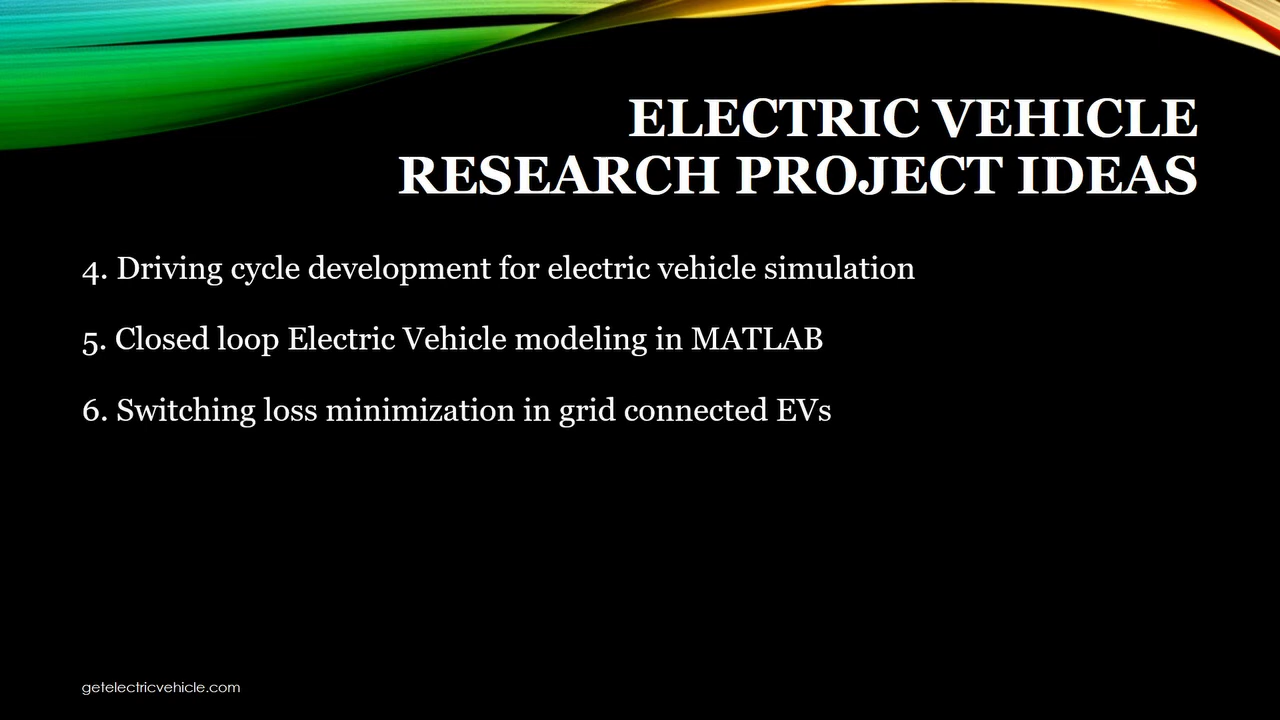 ELECTRIC VEHICLE
RESEARCH PROJECT IDEAS
4. Driving cycle development for electric vehicle simulation
5. Closed loop Electric Vehicle modeling in MATLAB
6. Switching loss minimization in grid connected EVs
getelectricvehicle.com